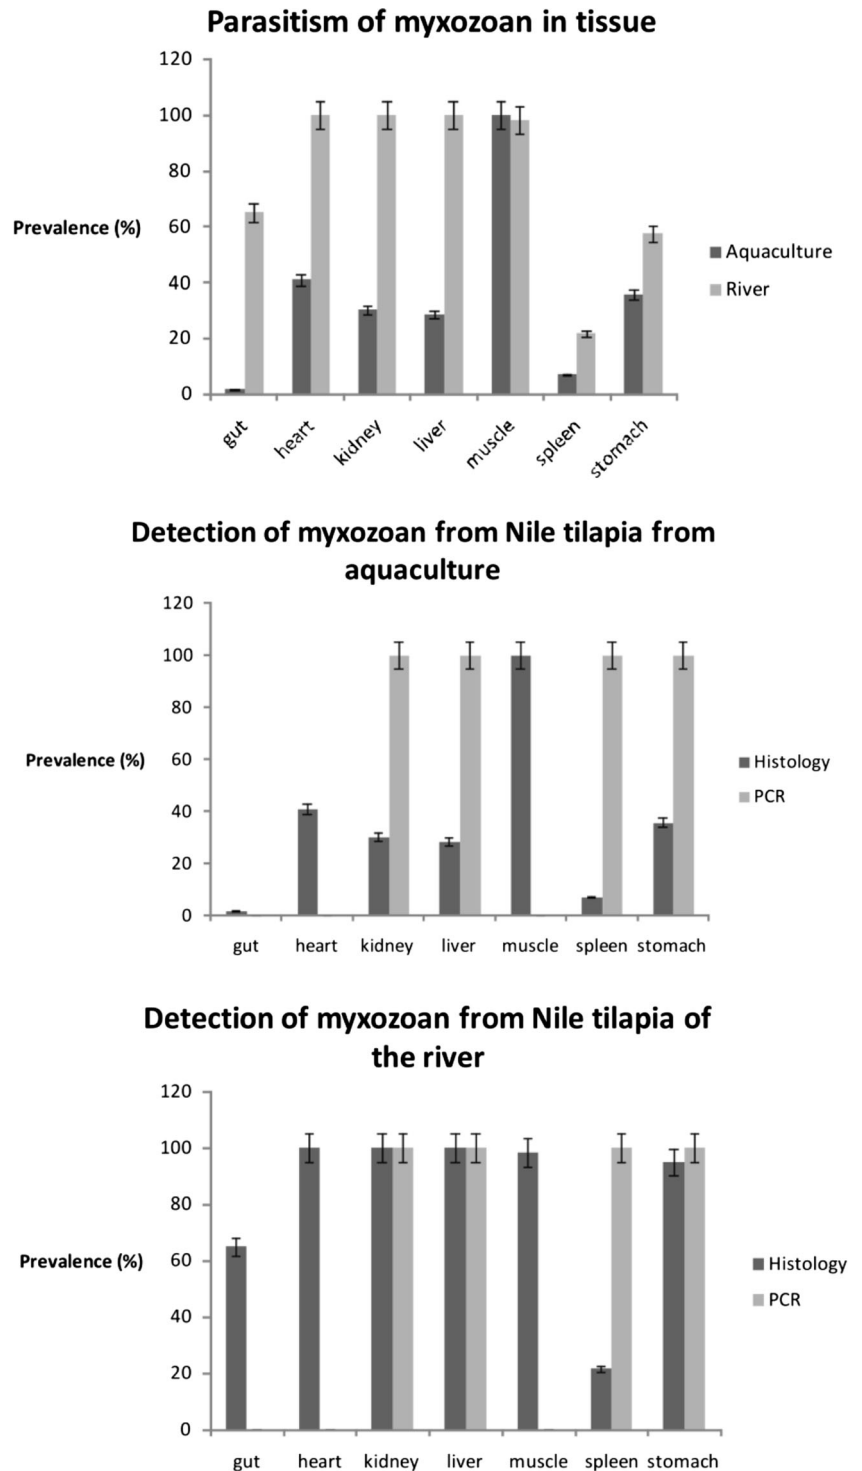 Parasitism of myxozoan in tissue
120
100
80
60
40
20
0
Prevalence (%)
gut heart kidney liver muscle spleen stomach
Aquaculture
River
Detection of myxozoan from Nile tilapia from
aquaculture
120
100
80
60
40
20
0
Prevalence (%)
gut heart kidney liver muscle spleen stomach
Histology
PCR
Detection of myxozoan from Nile tilapia of
the river
120
100
80
60
40
20
0
Prevalence (%)
gut heart kidney liver muscle spleen stomach
Histology
PCR